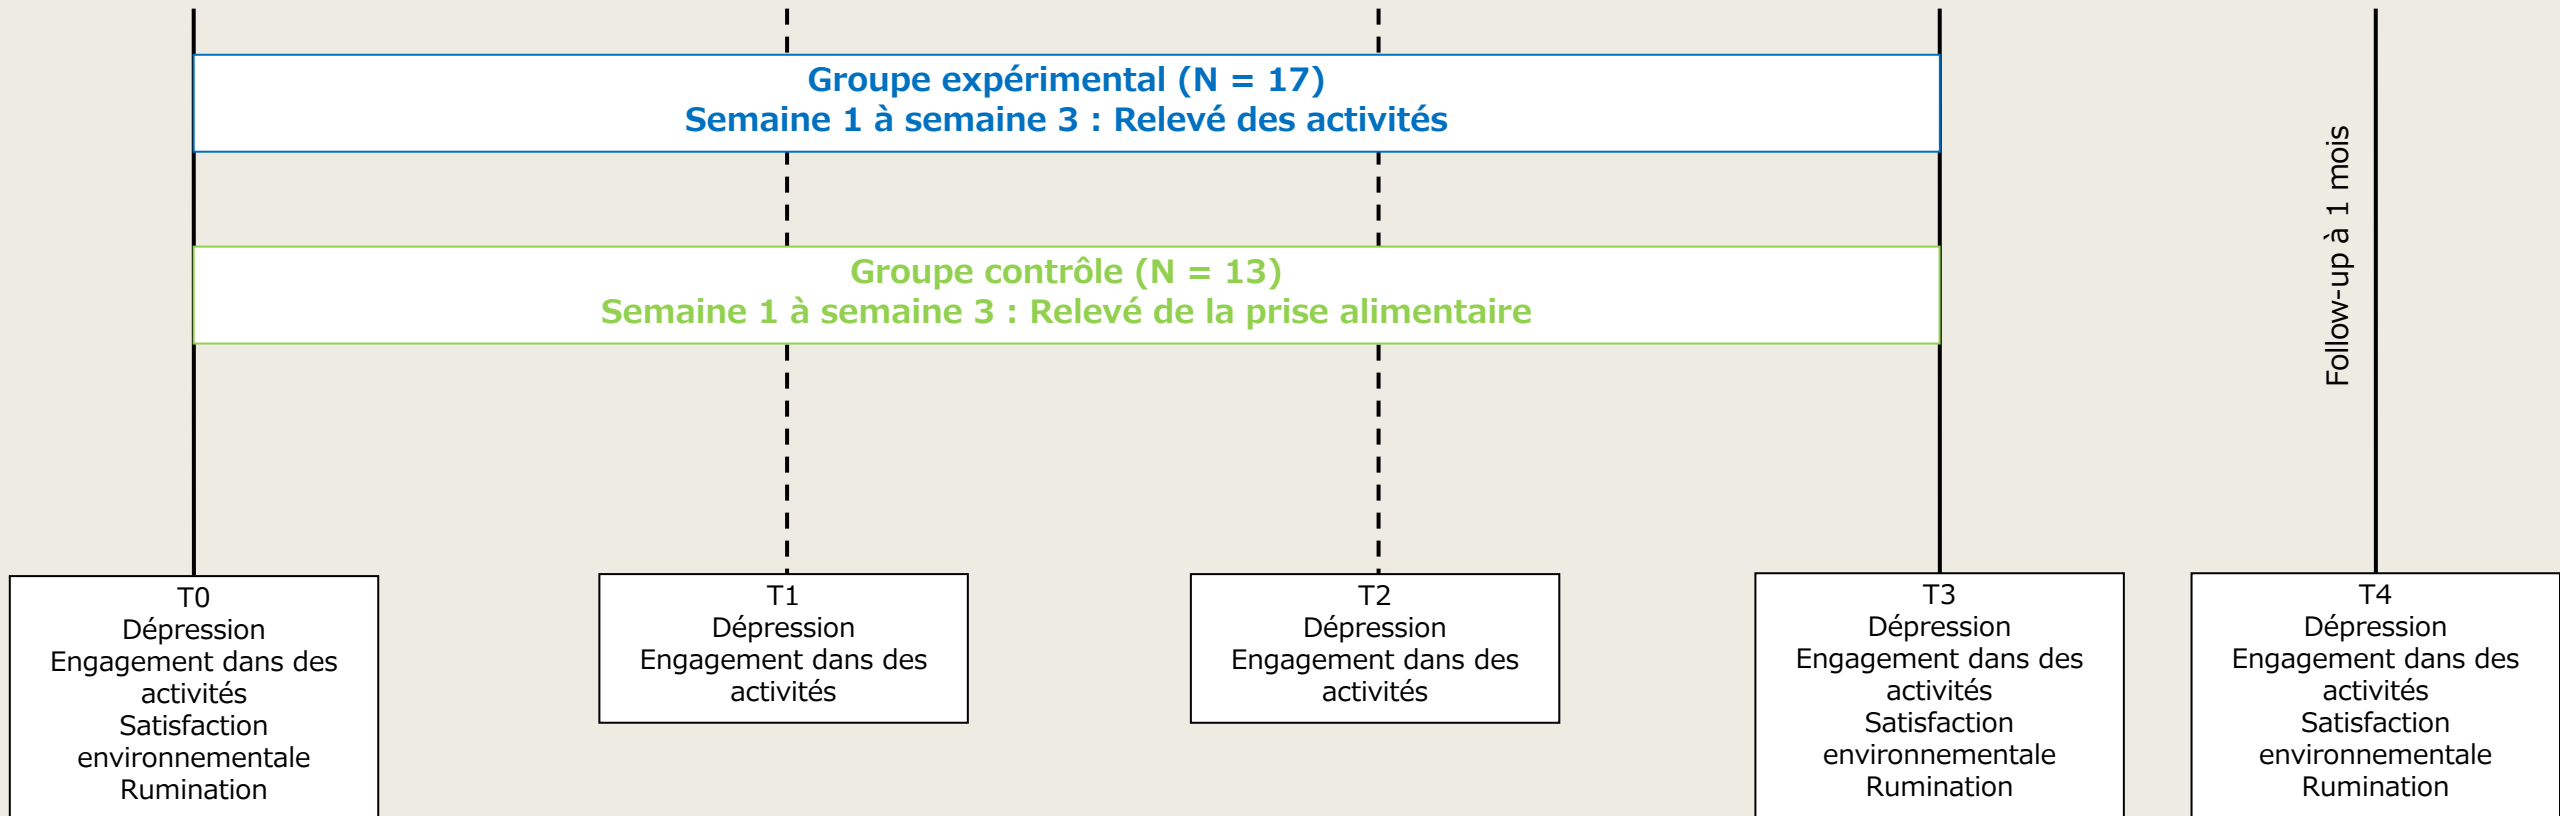 Groupe expérimental (N = 17)
Semaine 1 à semaine 3 : Relevé des activités
Groupe contrôle (N = 13)
Semaine 1 à semaine 3 : Relevé de la prise alimentaire
Follow-up à 1 mois
T0
Dépression
Engagement dans des
activités
Satisfaction
environnementale
Rumination
T1
Dépression
Engagement dans des
activités
T2
Dépression
Engagement dans des
activités
T3
Dépression
Engagement dans des
activités
Satisfaction
environnementale
Rumination
T4
Dépression
Engagement dans des
activités
Satisfaction
environnementale
Rumination